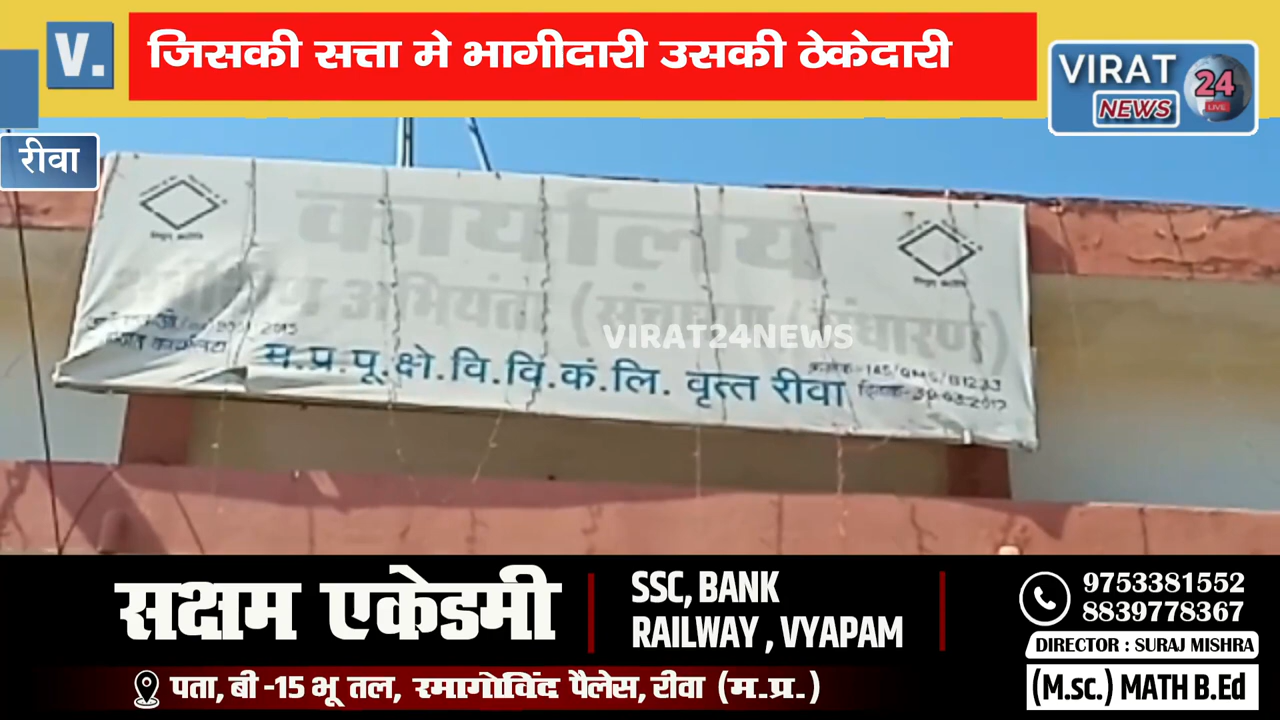 V.
जिसकी सत्ता मे भागीदारी उसकी ठेकेदारी
VIRAT
NEWS
24
LIVE
रीवा
कार्यालय
अभियंता (संचारण/संधारण)
VIRAT24NEWS
म.प्र.पू.क्षे.वि.वि.कं.लि. वृत्त रीवा
सक्षम एकेडमी
SSC, BANK
RAILWAY , VYAPAM
9753381552
8839778367
DIRECTOR : SURAJ MISHRA
(M.sc.) MATH B.Ed
पता, बी -15 भू तल, रमागोविंद पैलेस, रीवा (म.प्र.)